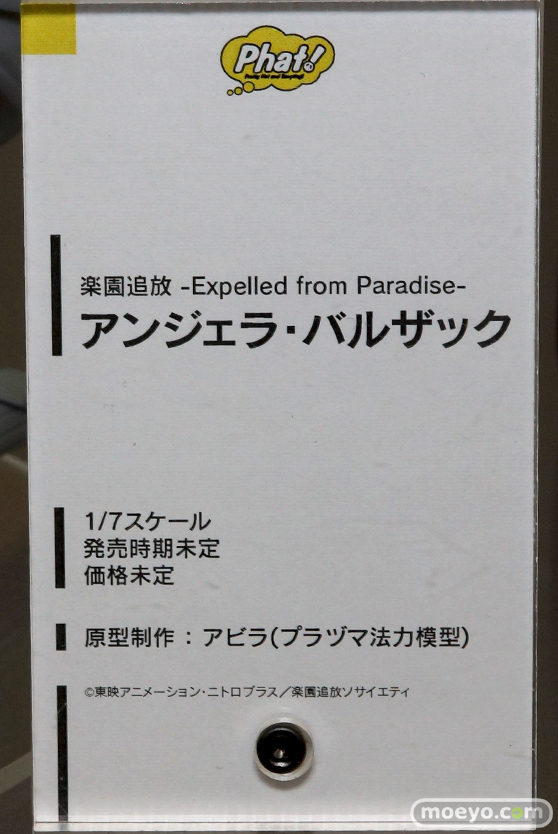 Phat!
楽園追放 -Expelled from Paradise-
アンジェラ・バルザック
1/7スケール
発売時期未定
価格未定
原型制作：アビラ(プラヅマ法力模型)
©東映アニメーション・ニトロプラス／楽園追放ソサイエティ
moeyo.com